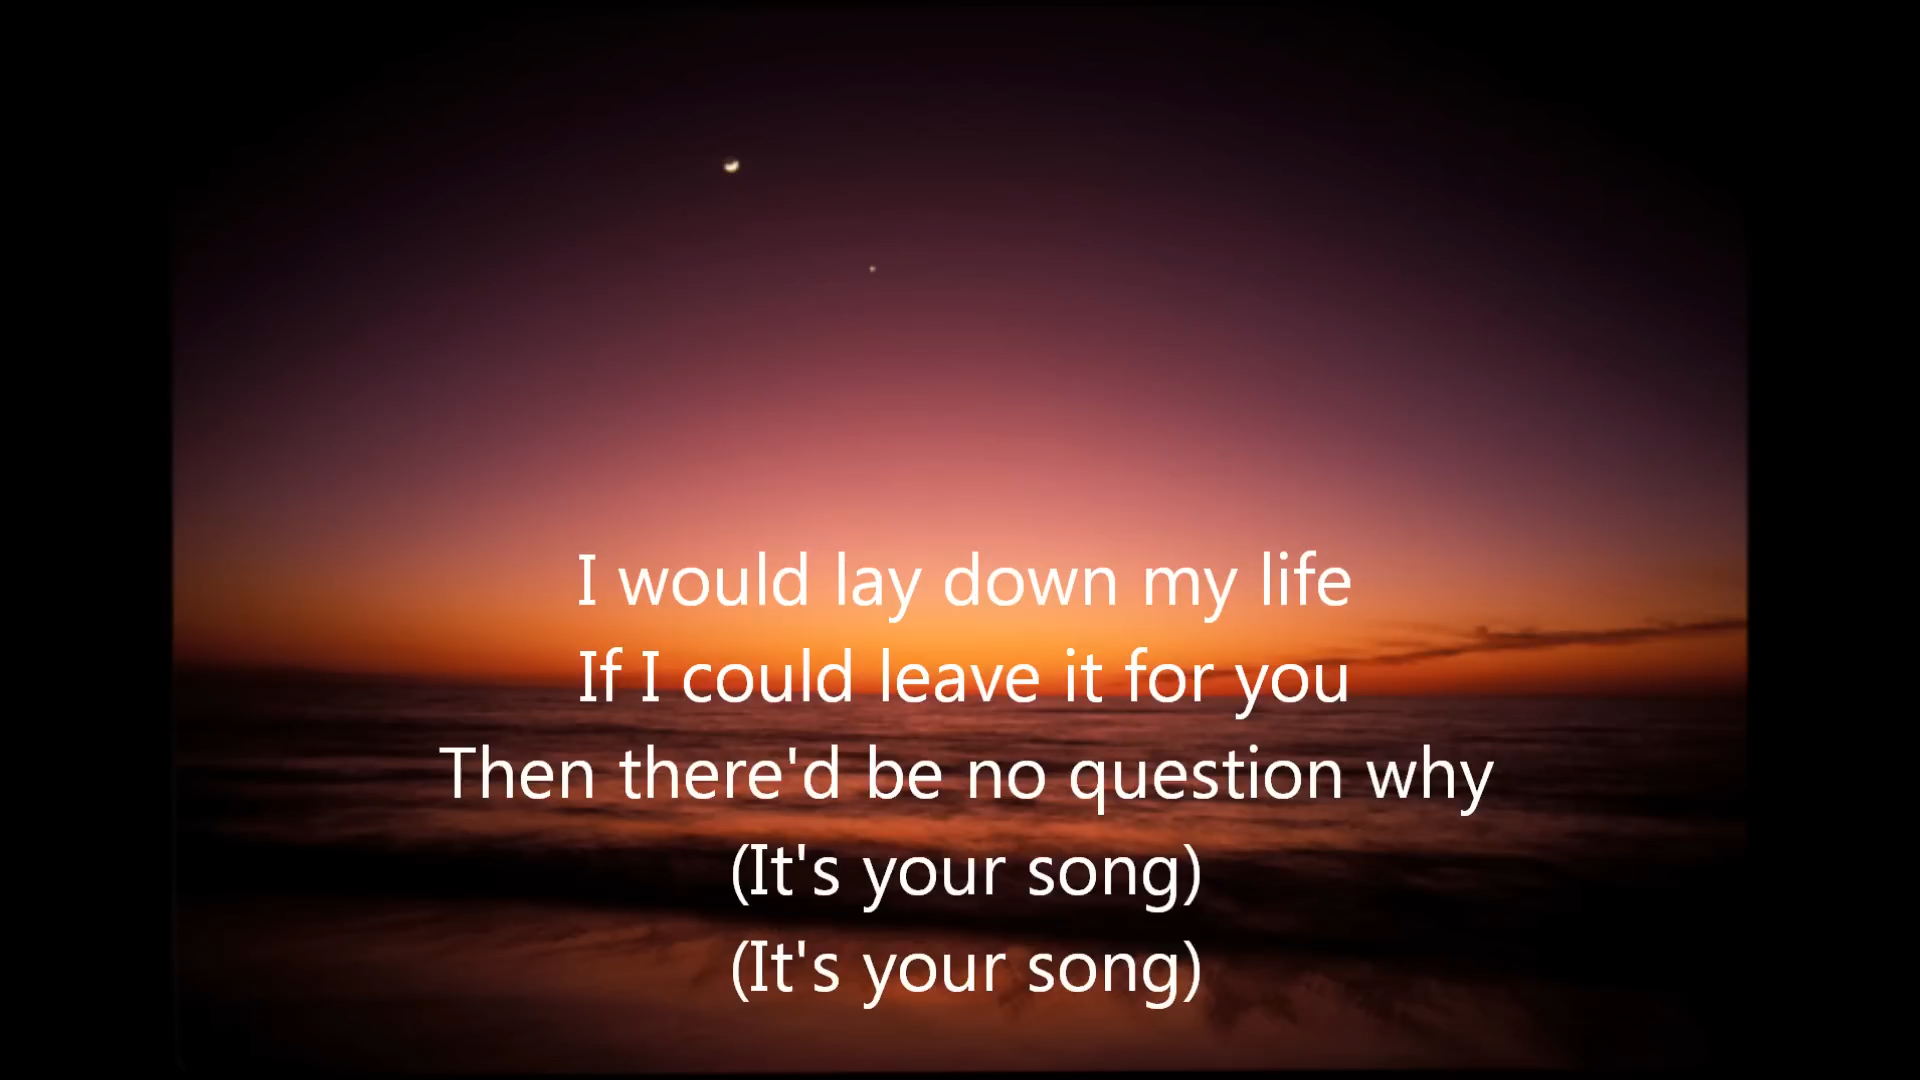 I would lay down my life
If I could leave it for you
Then there'd be no question why
(It's your song)
(It's your song)